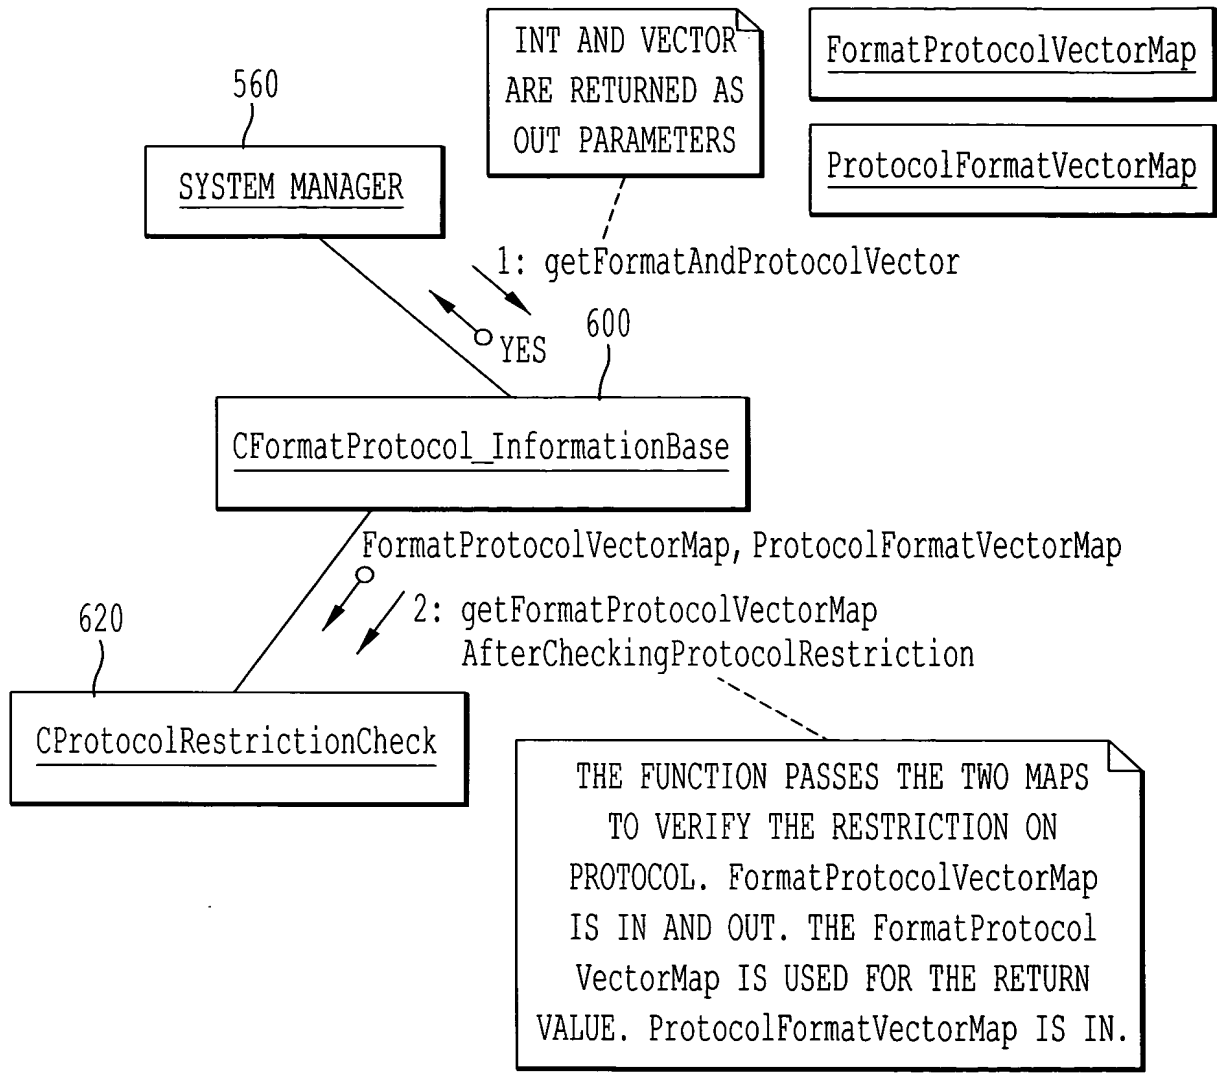 INT AND VECTOR
ARE RETURNED AS
OUT PARAMETERS
FormatProtocolVectorMap
ProtocolFormatVectorMap
560
SYSTEM MANAGER
1: getFormatAndProtocolVector
YES
600
CFormatProtocol_InformationBase
FormatProtocolVectorMap, ProtocolFormatVectorMap
2: getFormatProtocolVectorMap
AfterCheckingProtocolRestriction
620
CProtocolRestrictionCheck
THE FUNCTION PASSES THE TWO MAPS
TO VERIFY THE RESTRICTION ON
PROTOCOL. FormatProtocolVectorMap
IS IN AND OUT. THE FormatProtocol
VectorMap IS USED FOR THE RETURN
VALUE. ProtocolFormatVectorMap IS IN.